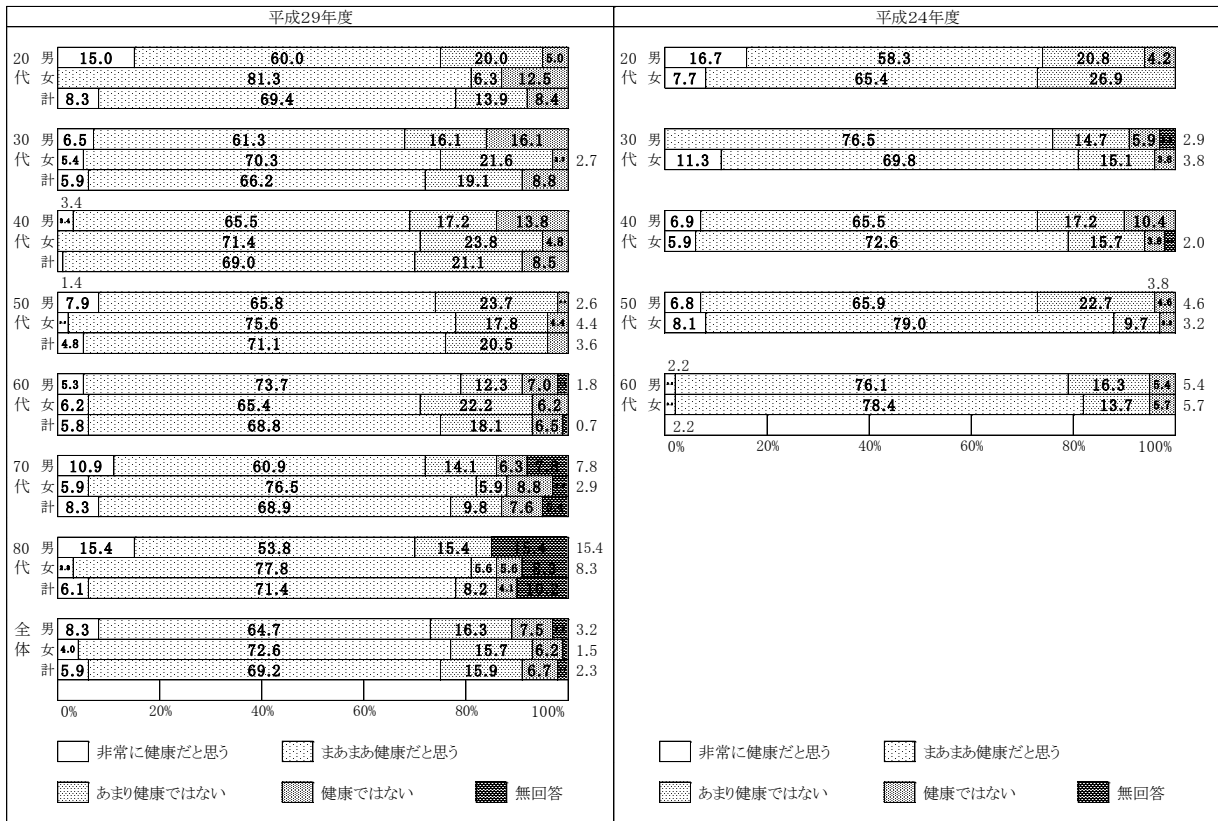 平成29年度
20 男 15.0 60.0 20.0 5.0
代 女 81.3 6.3 12.5
計 8.3 69.4 13.9 8.4
30 男 6.5 61.3 16.1 16.1
代 女 5.4 70.3 21.6 2.7
計 5.9 66.2 19.1 8.8
3.4
40 男 3.4 65.5 17.2 13.8
代 女 71.4 23.8 4.8
計 69.0 21.1 8.5
1.4
50 男 7.9 65.8 23.7 2.6
代 女 75.6 17.8 4.4 4.4
計 4.8 71.1 20.5 3.6
60 男 5.3 73.7 12.3 7.0 1.8
代 女 6.2 65.4 22.2 6.2
計 5.8 68.8 18.1 6.5 0.7
70 男 10.9 60.9 14.1 6.3 7.8 7.8
代 女 5.9 76.5 5.9 8.8 2.9
計 8.3 68.9 9.8 7.6
80 男 15.4 53.8 15.4 15.4 15.4
代 女 77.8 5.6 5.6 8.3 8.3
計 6.1 71.4 8.2 4.1 10.2
全 男 8.3 64.7 16.3 7.5 3.2
体 女 4.0 72.6 15.7 6.2 1.5
計 5.9 69.2 15.9 6.7 2.3
0% 20% 40% 60% 80% 100%
非常に健康だと思う まあまあ健康だと思う
あまり健康ではない 健康ではない 無回答
平成24年度
20 男 16.7 58.3 20.8 4.2
代 女 7.7 65.4 26.9
30 男 76.5 14.7 5.9 2.9
代 女 11.3 69.8 15.1 3.8 3.8
40 男 6.9 65.5 17.2 10.4
代 女 5.9 72.6 15.7 3.8 2.0
3.8
50 男 6.8 65.9 22.7 4.6 4.6
代 女 8.1 79.0 9.7 3.2
2.2
60 男 76.1 16.3 5.4 5.4
代 女 78.4 13.7 5.7 5.7
2.2
0% 20% 40% 60% 80% 100%
非常に健康だと思う まあまあ健康だと思う
あまり健康ではない 健康ではない 無回答